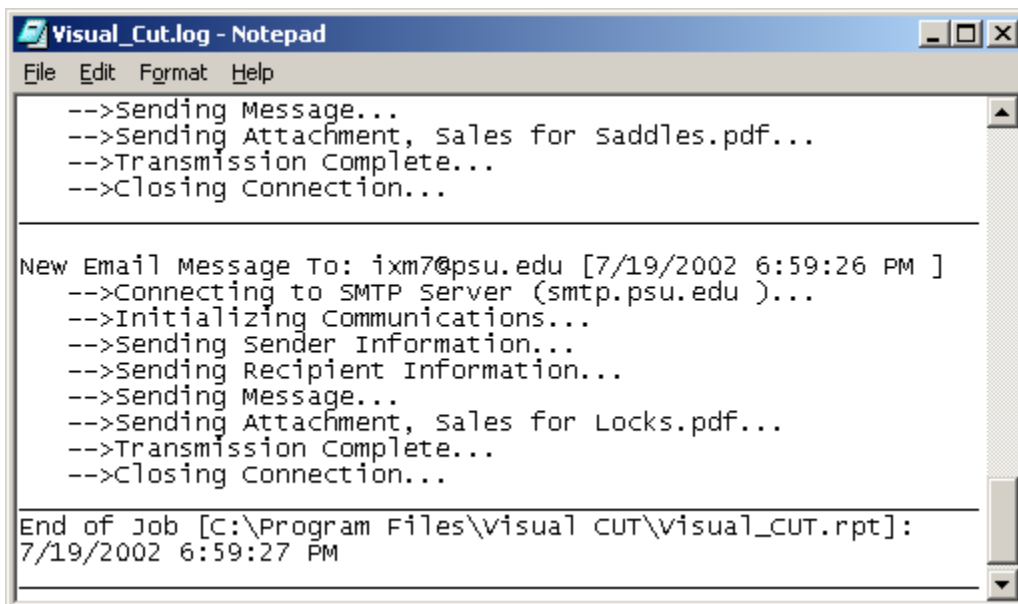 Visual_Cut.log - Notepad
File Edit Format Help
-->Sending Message...
-->Sending Attachment, Sales for Saddles.pdf...
-->Transmission Complete...
-->Closing Connection...
New Email Message To: ixm7@psu.edu [7/19/2002 6:59:26 PM ]
-->Connecting to SMTP Server (smtp.psu.edu )...
-->Initializing Communications...
-->Sending Sender Information...
-->Sending Recipient Information...
-->Sending Message...
-->Sending Attachment, Sales for Locks.pdf...
-->Transmission Complete...
-->Closing Connection...
End of Job [C:\Program Files\Visual CUT\Visual_CUT.rpt]:
7/19/2002 6:59:27 PM